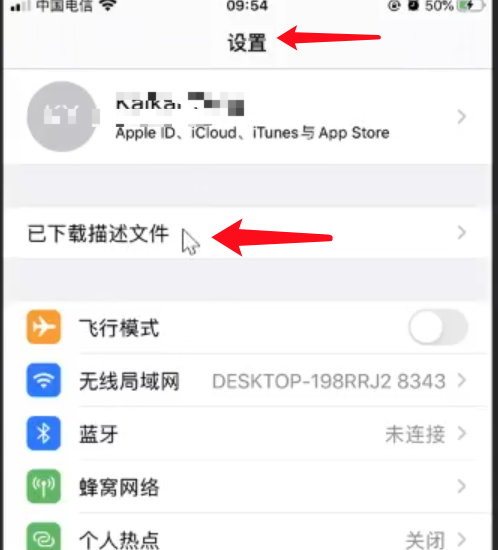 中国电信 09:54 50%
设置
Apple ID、iCloud、iTunes与App Store
已下载描述文件
飞行模式
无线局域网 DESKTOP-198RRJ2 8343
蓝牙 未连接
蜂窝网络
个人热点 关闭